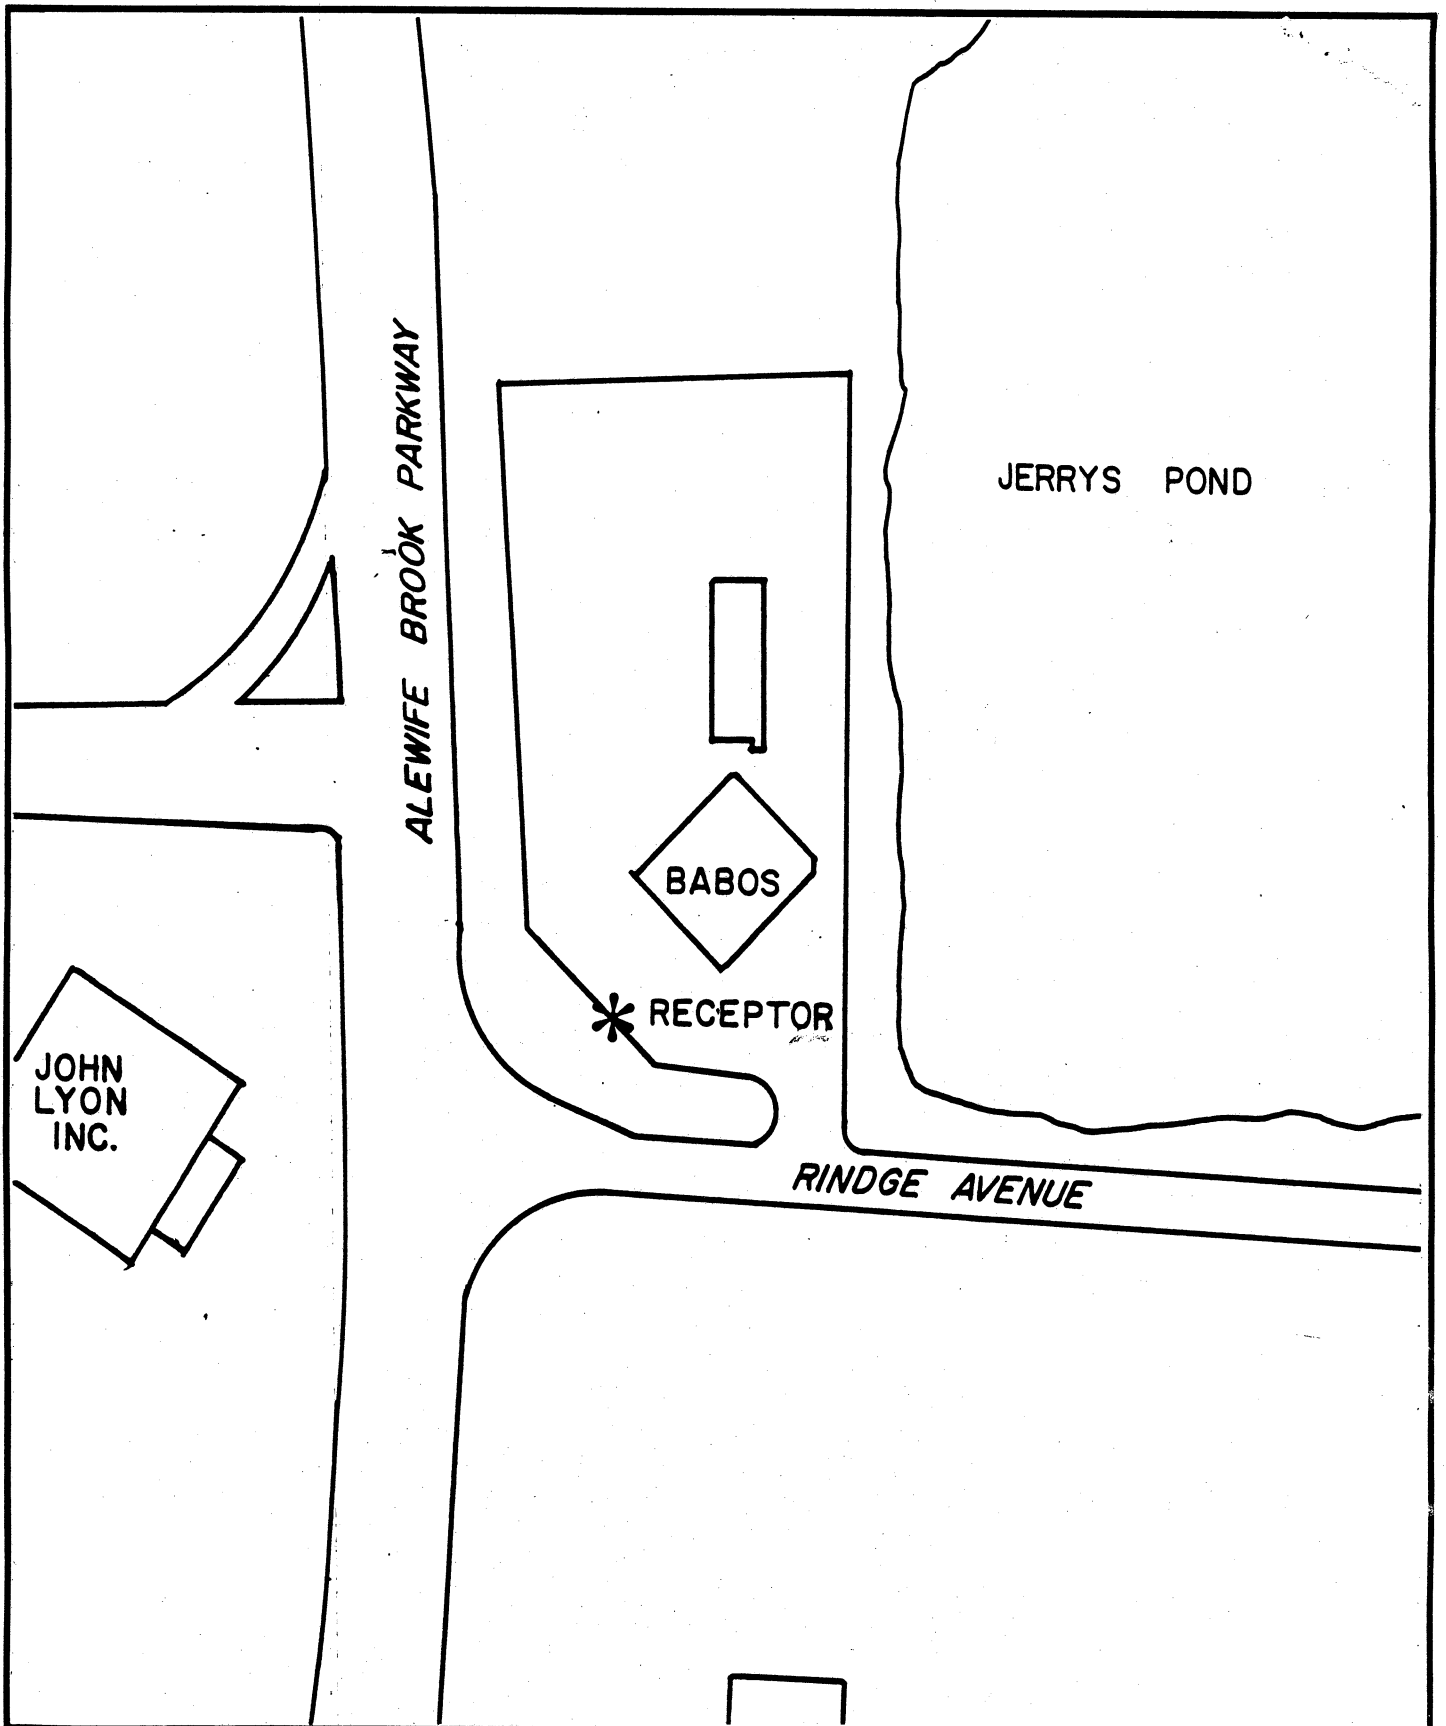 ALEWIFE BROOK PARKWAY
JERRYS POND
BABOS
RECEPTOR
JOHN
LYON
INC.
RINDGE AVENUE